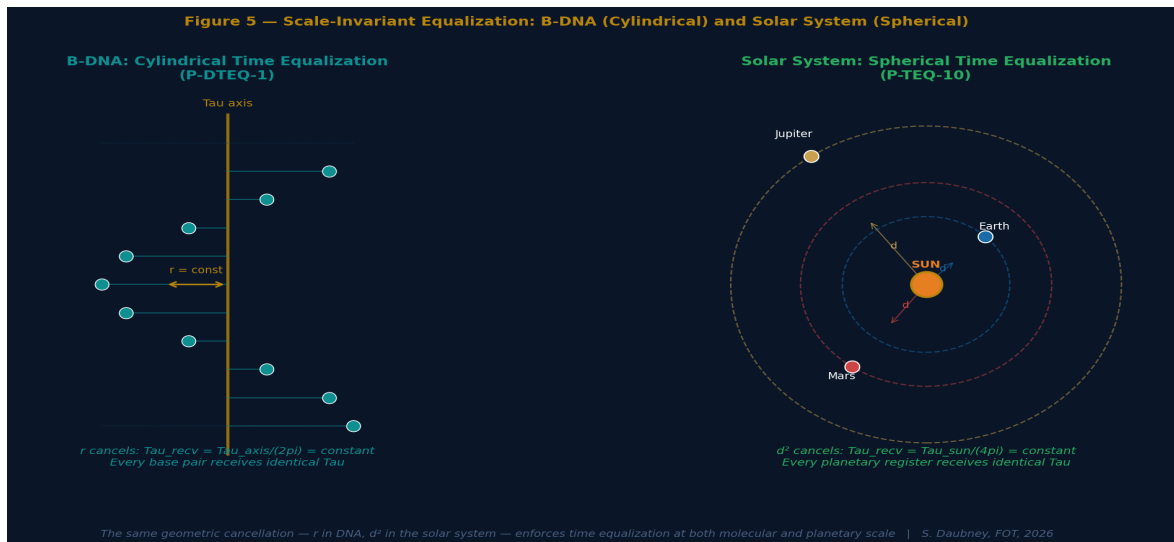 Figure 5 — Scale-Invariant Equalization: B-DNA (Cylindrical) and Solar System (Spherical)
B-DNA: Cylindrical Time Equalization
(P-DTEQ-1)
Tau axis
r = const
r cancels: Tau_recv = Tau_axis/(2pi) = constant
Every base pair receives identical Tau
Solar System: Spherical Time Equalization
(P-TEQ-10)
Jupiter
Earth
d
SUN
d
d
Mars
d² cancels: Tau_recv = Tau_sun/(4pi) = constant
Every planetary register receives identical Tau
The same geometric cancellation — r in DNA, d² in the solar system — enforces time equalization at both molecular and planetary scale | S. Daubney, FOT, 2026